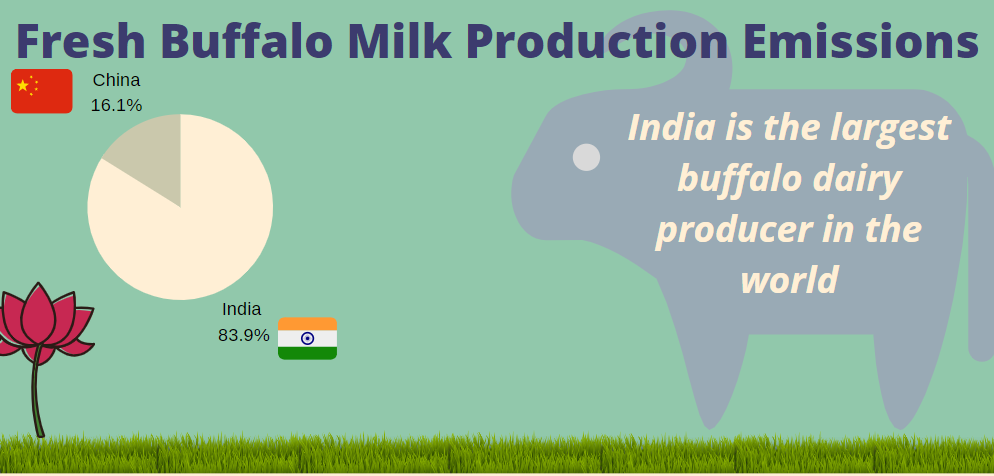 Fresh Buffalo Milk Production Emissions
China
16.1%
India is the largest
buffalo dairy
producer in the
world
India
83.9%